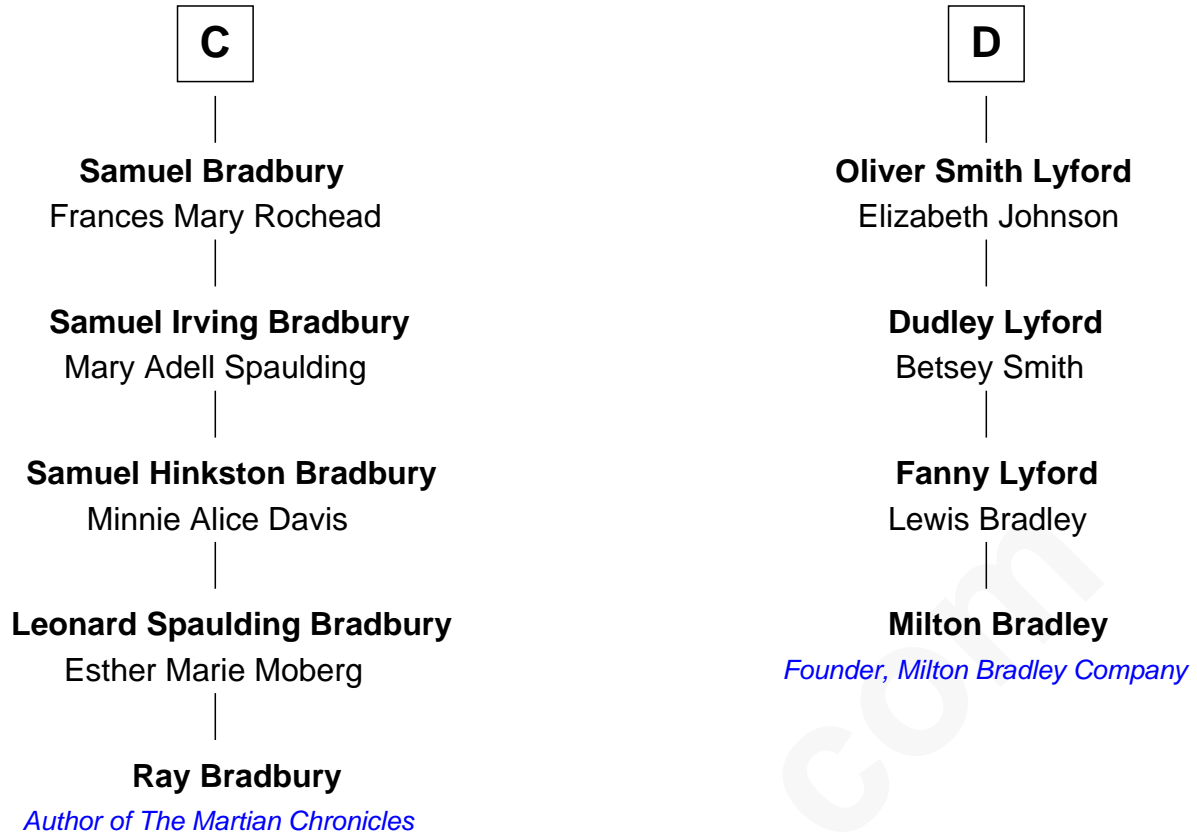 C
Samuel Bradbury
Frances Mary Rochead
Samuel Irving Bradbury
Mary Adell Spaulding
Samuel Hinkston Bradbury
Minnie Alice Davis
Leonard Spaulding Bradbury
Esther Marie Moberg
Ray Bradbury
Author of The Martian Chronicles
D
Oliver Smith Lyford
Elizabeth Johnson
Dudley Lyford
Betsey Smith
Fanny Lyford
Lewis Bradley
Milton Bradley
Founder, Milton Bradley Company
com